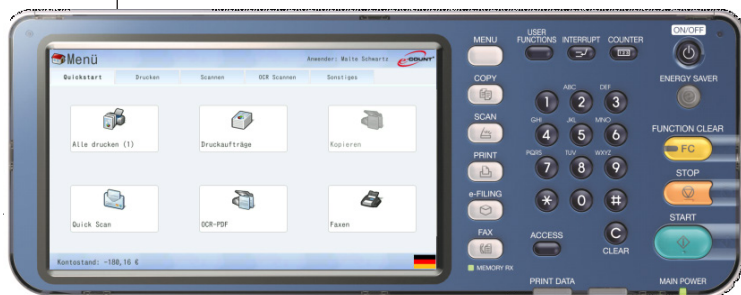 Menü
Anwender: Malte Schwartz
e-COUNT
Quickstart
Drucken
Scannen
OCR Scannen
Sonstiges
Alle drucken (1)
Druckaufträge
Kopieren
Quick Scan
OCR-PDF
Faxen
Kontostand: -108,16 €
MENU
USER FUNCTIONS
INTERRUPT
COUNTER
ON/OFF
COPY
ENERGY SAVER
SCAN
FUNCTION CLEAR
FC
PRINT
STOP
e-FILING
START
FAX
ACCESS
CLEAR
MEMORY RX
PRINT DATA
MAIN POWER
ABC
DEF
1
2
3
GHI
JKL
MNO
4
5
6
PQRS
TUV
WXYZ
7
8
9
*
0
#
C